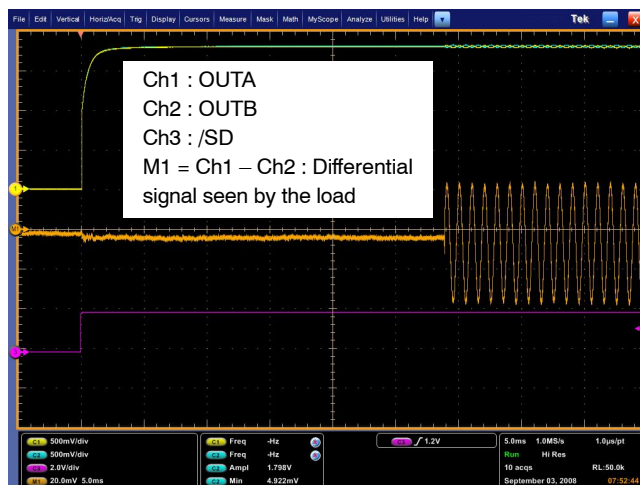 File Edit Vertical Horiz/Acq Trig Display Cursors Measure Mask Math MyScope Analyze Utilities Help Tek X
Ch1 : OUTA
Ch2 : OUTB
Ch3 : /SD
M1 = Ch1 − Ch2 : Differential
signal seen by the load
1
M1
C1 500mV/div C1 Freq -Hz C3 1.2V 5.0ms 1.0MS/s 1.0µs/pt
C2 500mV/div C2 Freq -Hz Run Hi Res
C3 2.0V/div C2 Ampl 1.798V 10 acqs RL:50.0k
M1 20.0mV 5.0ms C3 Min 4.922mV September 03, 2008 07:52:44